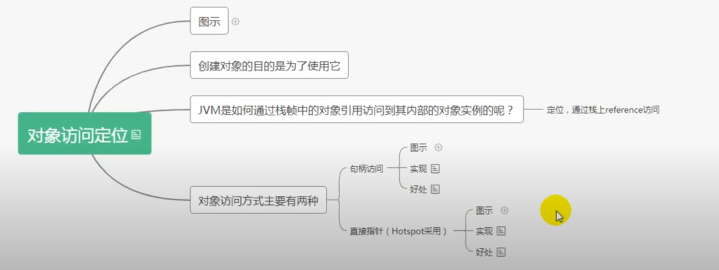 图示
创建对象的目的是为了使用它
对象访问定位
JVM是如何通过栈帧中的对象引用访问到其内部的对象实例的呢？
定位，通过栈上reference访问
对象访问方式主要有两种
句柄访问
图示
实现
好处
直接指针（Hotspot采用）
图示
实现
好处